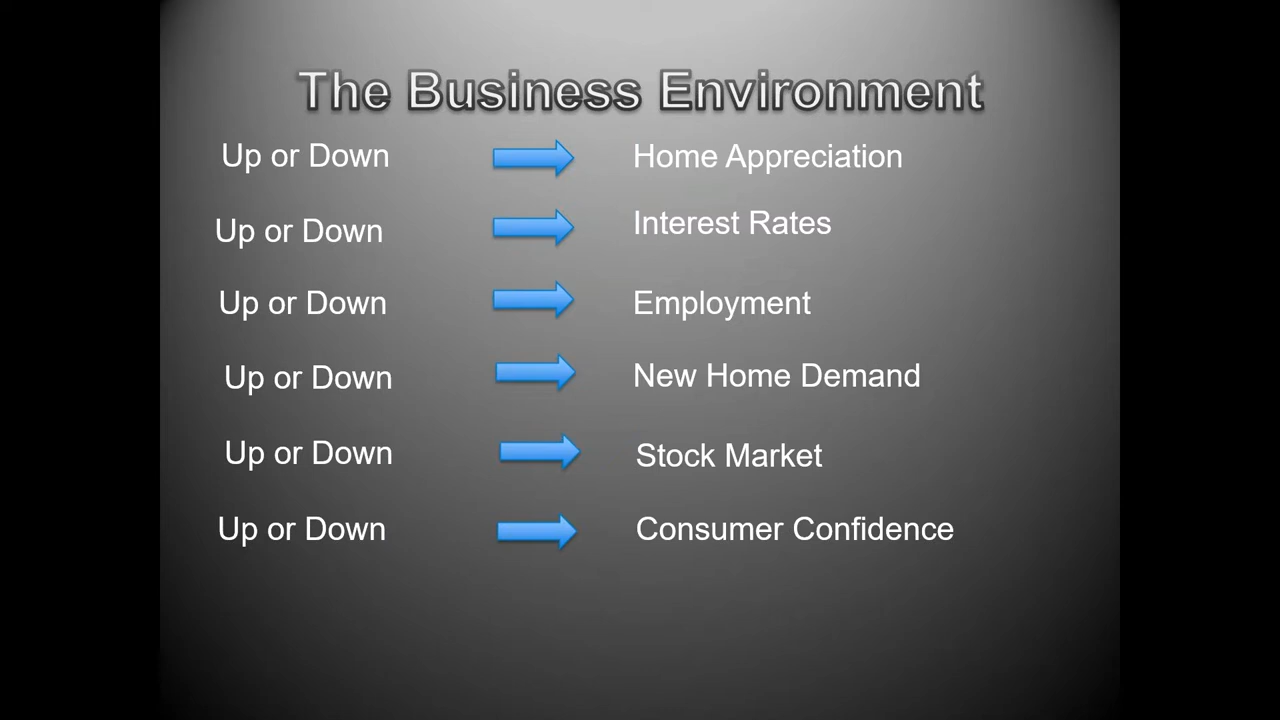 The Business Environment
Up or Down Home Appreciation
Up or Down Interest Rates
Up or Down Employment
Up or Down New Home Demand
Up or Down Stock Market
Up or Down Consumer Confidence